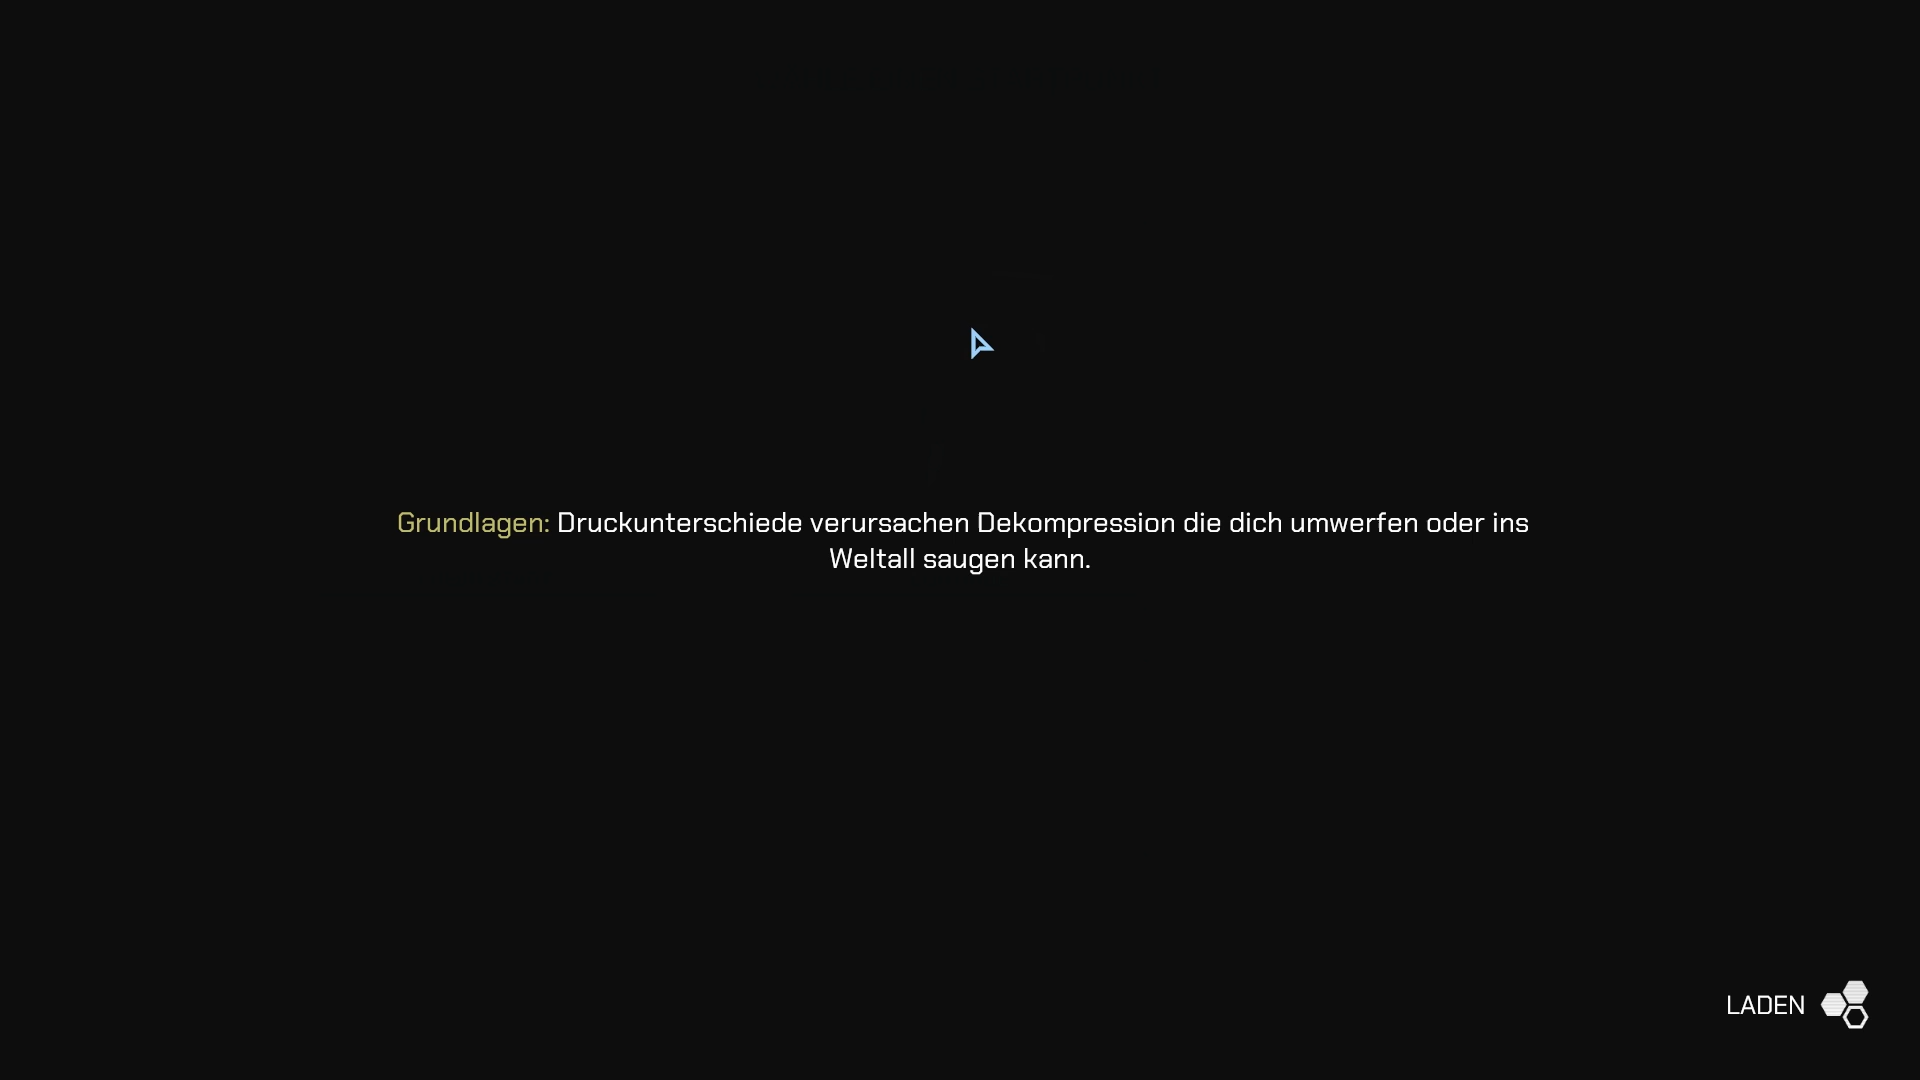 Grundlagen: Druckunterschiede verursachen Dekompression die dich umwerfen oder ins
Weltall saugen kann.
LADEN